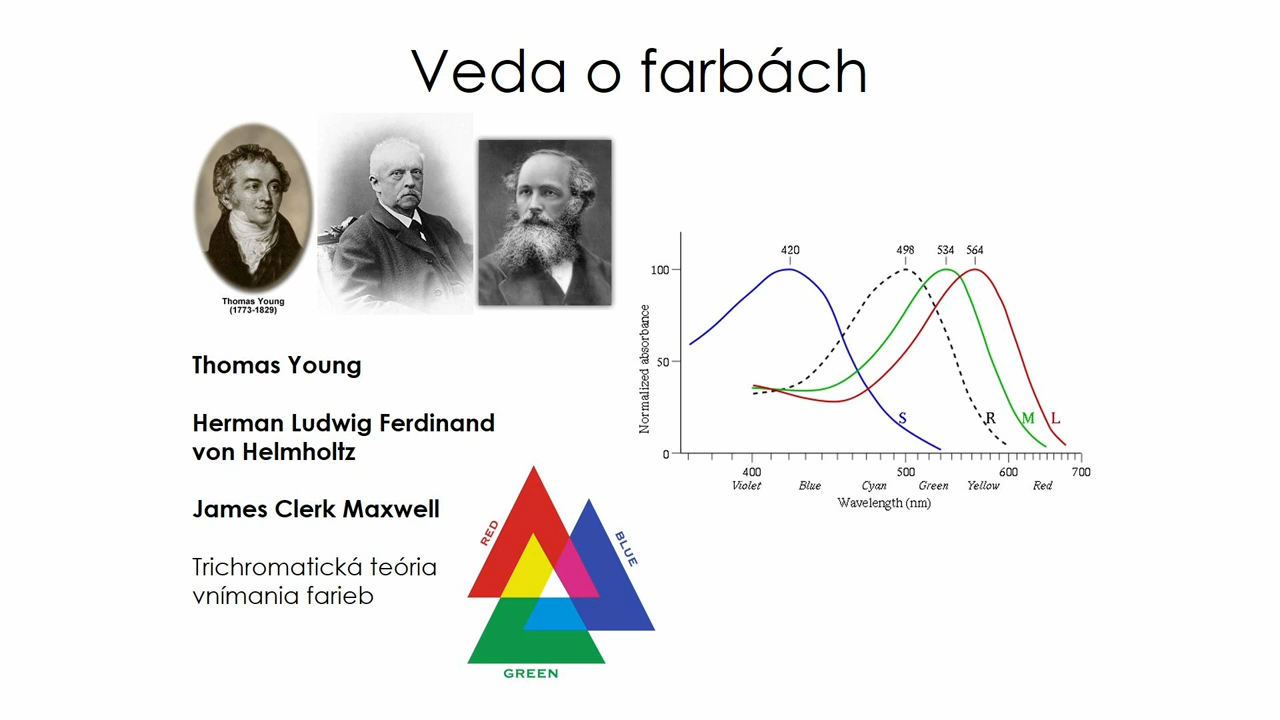 Veda o farbách
Thomas Young
(1773-1829)
Thomas Young
Herman Ludwig Ferdinand
von Helmholtz
James Clerk Maxwell
Trichromatická teória
vnímania farieb
RED
BLUE
GREEN
420 498 534 564
100
50
0
Normalized absorbance
S R M L
400 500 600 700
Violet Blue Cyan Green Yellow Red
Wavelength (nm)